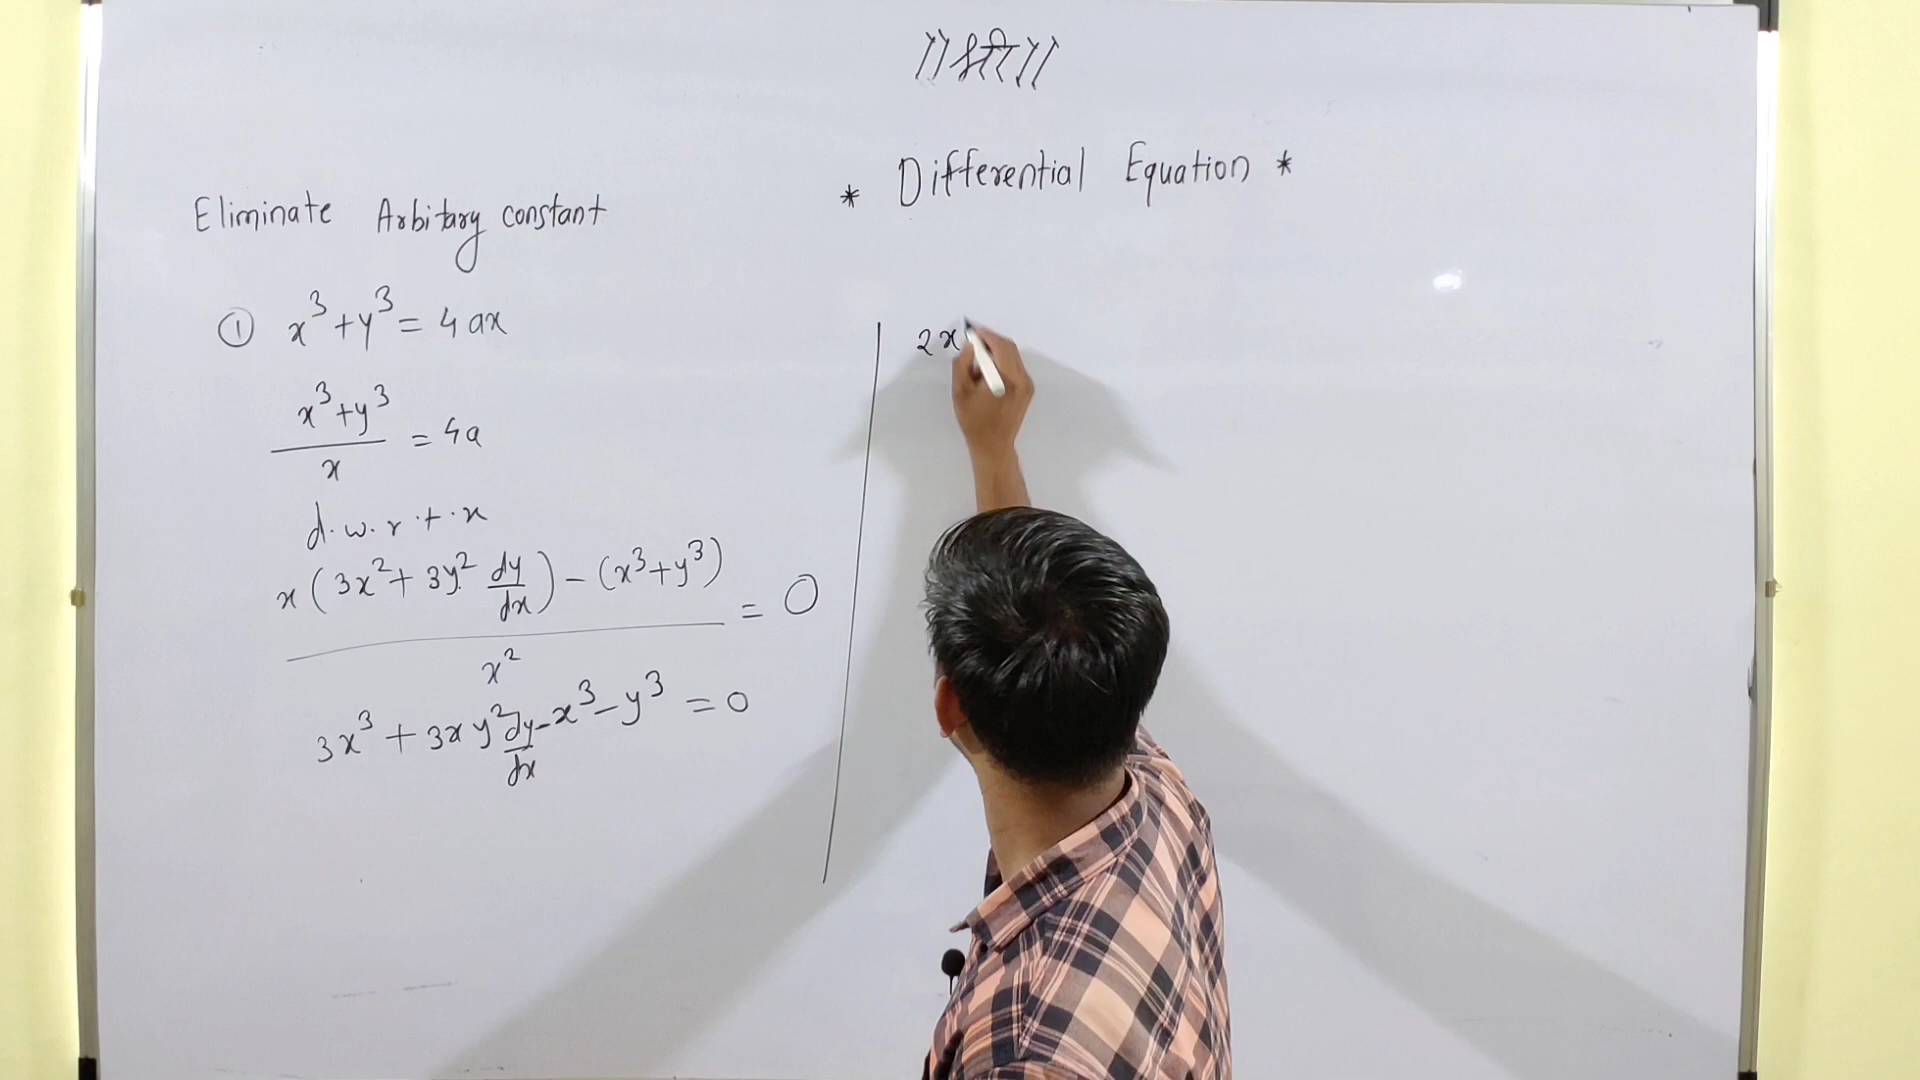 ॥ श्री ॥
* Differential Equation *
Eliminate Arbitary constant
① x³+y³ = 4ax
x³+y³ / x = 4a
d.w.r.t.x
x(3x²+3y² dy/dx) - (x³+y³) / x² = 0
3x³ + 3xy² dy/dx - x³ - y³ = 0
2x